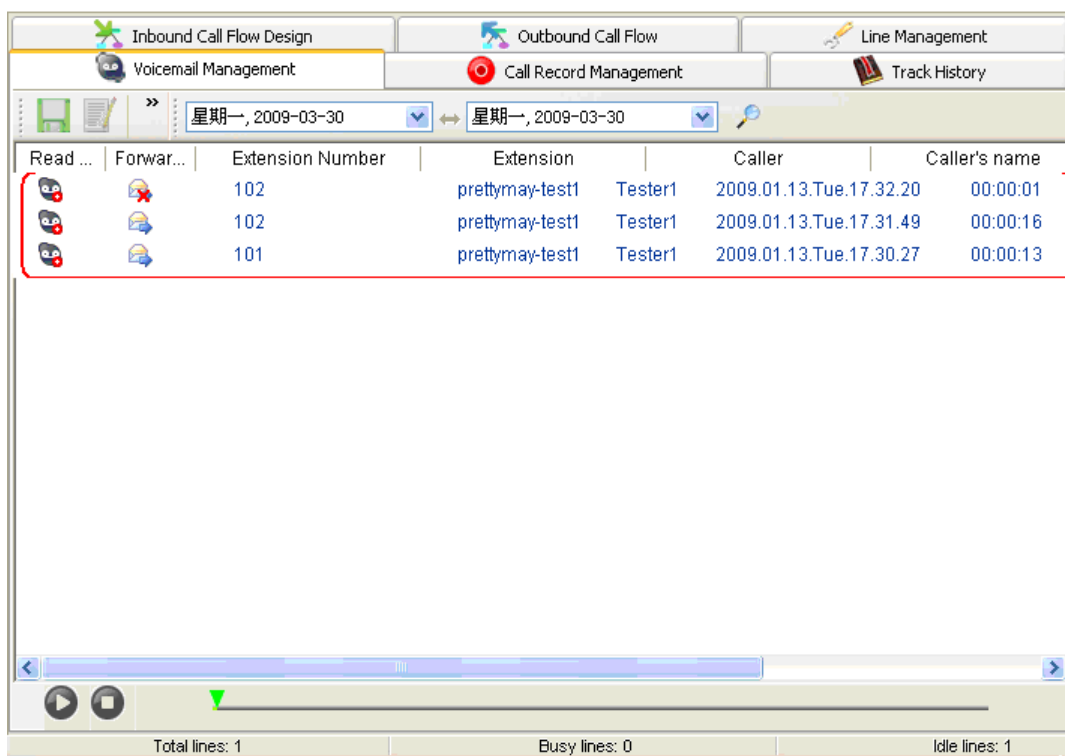 Inbound Call Flow Design Outbound Call Flow Line Management
Voicemail Management Call Record Management Track History
» 星期一, 2009-03-30 星期一, 2009-03-30
Read ... Forwar... Extension Number Extension Caller Caller's name
102 prettymay-test1 Tester1 2009.01.13.Tue.17.32.20 00:00:01
102 prettymay-test1 Tester1 2009.01.13.Tue.17.31.49 00:00:16
101 prettymay-test1 Tester1 2009.01.13.Tue.17.30.27 00:00:13
Total lines: 1 Busy lines: 0 Idle lines: 1